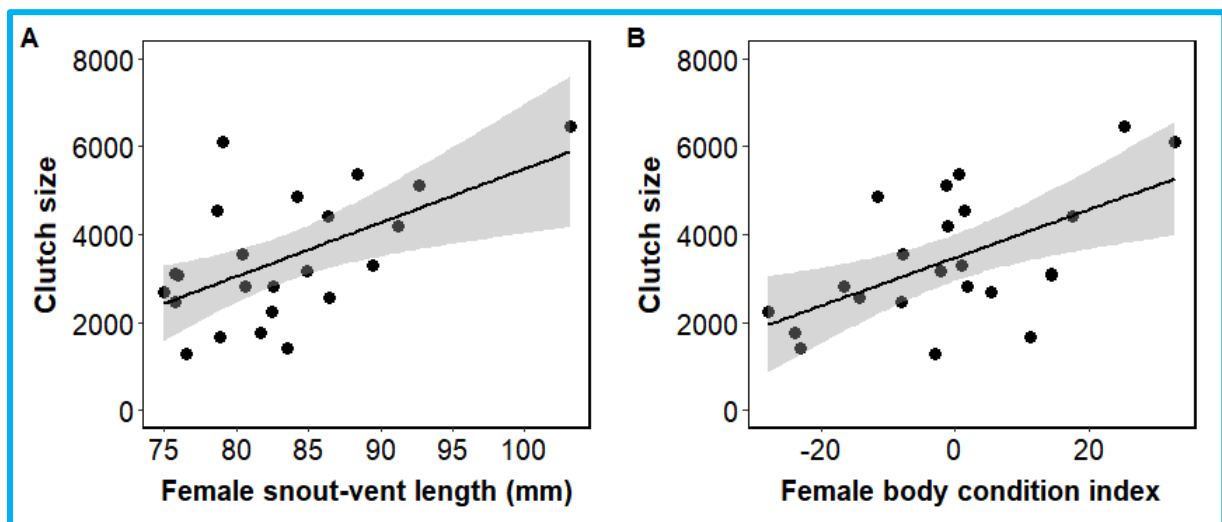 A
8000
6000
4000
2000
0
Clutch size
75 80 85 90 95 100
Female snout-vent length (mm)
B
8000
6000
4000
2000
0
Clutch size
-20 0 20
Female body condition index